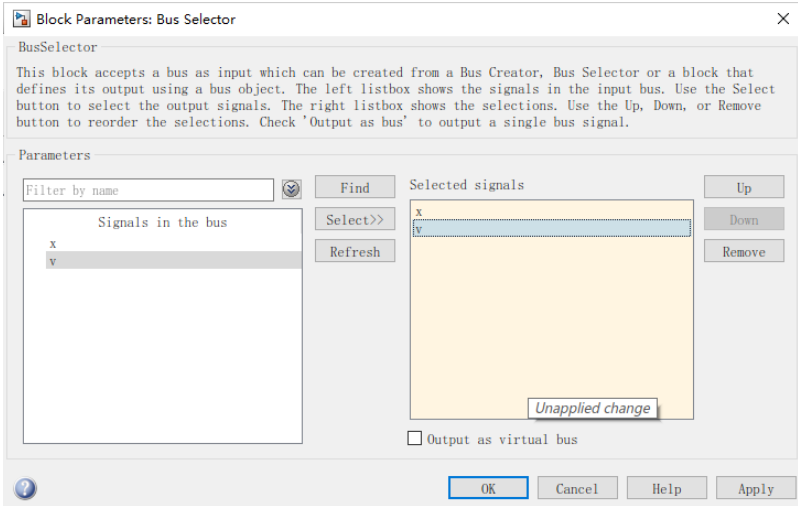 Block Parameters: Bus Selector
BusSelector
This block accepts a bus as input which can be created from a Bus Creator, Bus Selector or a block that
defines its output using a bus object. The left listbox shows the signals in the input bus. Use the Select
button to select the output signals. The right listbox shows the selections. Use the Up, Down, or Remove
button to reorder the selections. Check 'Output as bus' to output a single bus signal.
Parameters
Filter by name
Find
Selected signals
Up
Signals in the bus
Select>>
x
Down
x
v
v
Refresh
Remove
Unapplied change
Output as virtual bus
OK
Cancel
Help
Apply